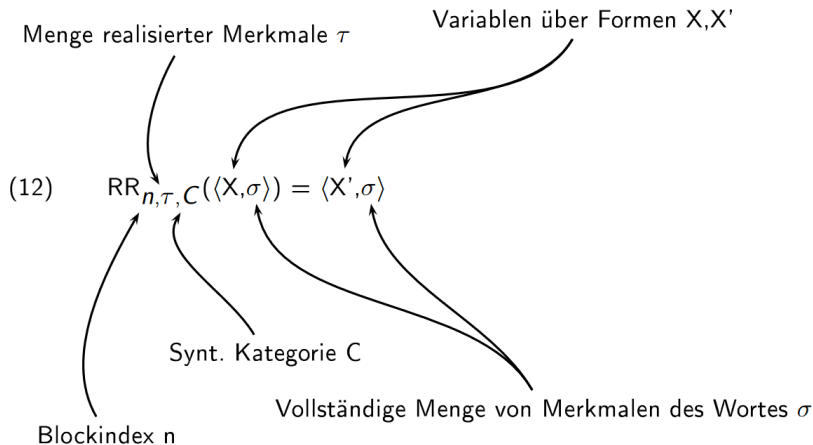 Variablen über Formen X,X'
Menge realisierter Merkmale τ
(12) RR_{n,τ,C}(⟨X,σ⟩) = ⟨X',σ⟩
Synt. Kategorie C
Vollständige Menge von Merkmalen des Wortes σ
Blockindex n